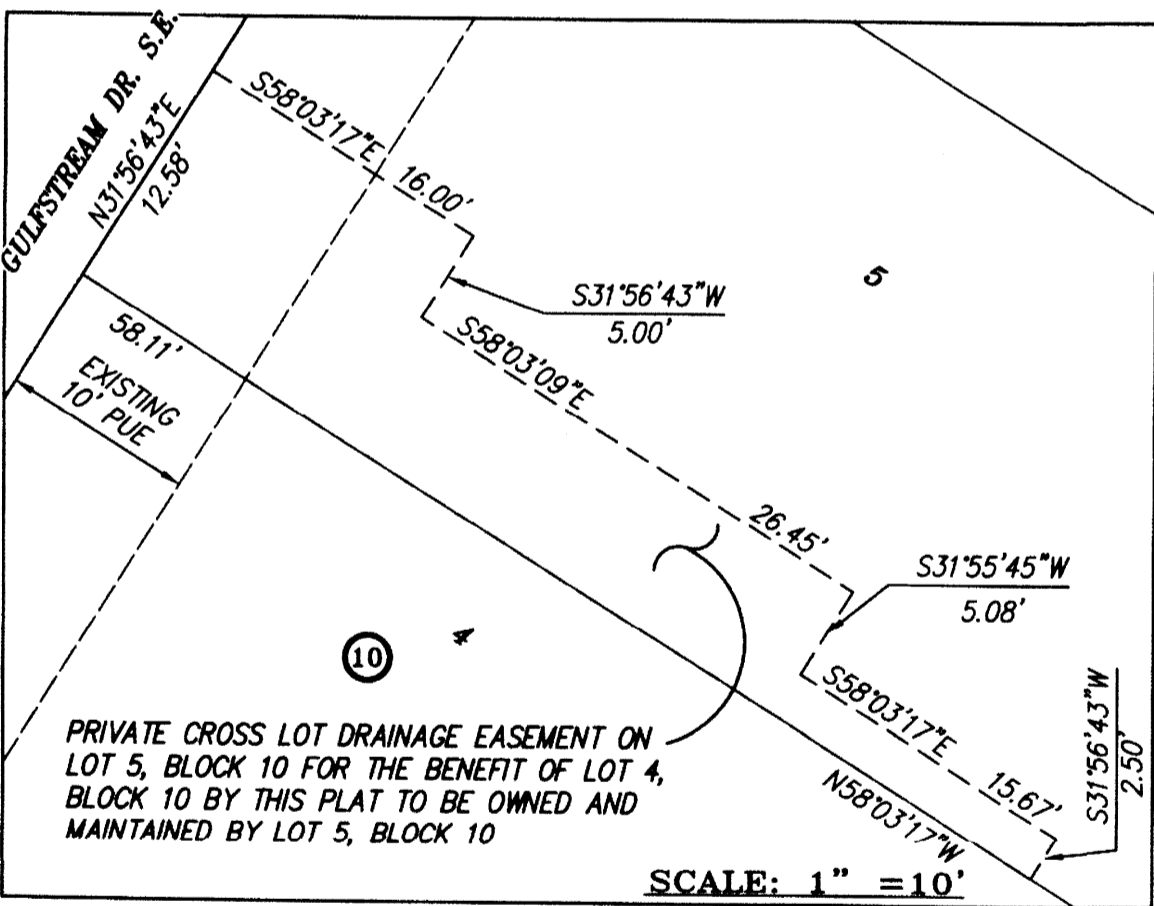 GULFSTREAM DR. S.E.
N31°56'43"E
12.58'
S58°03'17"E
16.00'
S31°56'43"W
5.00'
5
58.11'
EXISTING
10' PUE
S58°03'09"E
26.45'
S31°55'45"W
5.08'
10
4
S58°03'17"E
15.67'
S31°56'43"W
2.50'
N58°03'17"W
PRIVATE CROSS LOT DRAINAGE EASEMENT ON
LOT 5, BLOCK 10 FOR THE BENEFIT OF LOT 4,
BLOCK 10 BY THIS PLAT TO BE OWNED AND
MAINTAINED BY LOT 5, BLOCK 10
SCALE: 1" =10'